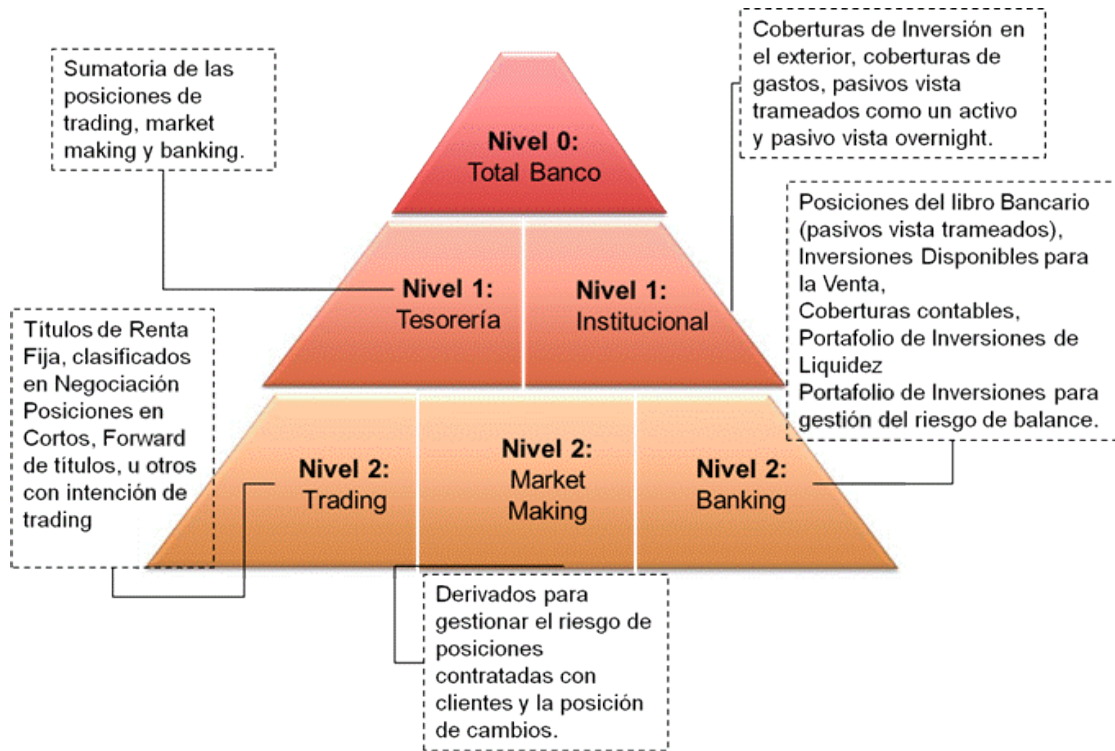 Sumatoria de las
posiciones de
trading, market
making y banking.
Coberturas de Inversión en
el exterior, coberturas de
gastos, pasivos vista
trameados como un activo
y pasivo vista overnight.
Nivel 0:
Total Banco
Nivel 1:
Tesorería
Nivel 1:
Institucional
Posiciones del libro Bancario
(pasivos vista trameados),
Inversiones Disponibles para
la Venta,
Coberturas contables,
Portafolio de Inversiones de
Liquidez
Portafolio de Inversiones para
gestión del riesgo de balance.
Títulos de Renta
Fija, clasificados
en Negociación
Posiciones en
Cortos, Forward
de títulos, u otros
con intención de
trading
Nivel 2:
Trading
Nivel 2:
Market
Making
Nivel 2:
Banking
Derivados para
gestionar el riesgo de
posiciones
contratadas con
clientes y la posición
de cambios.